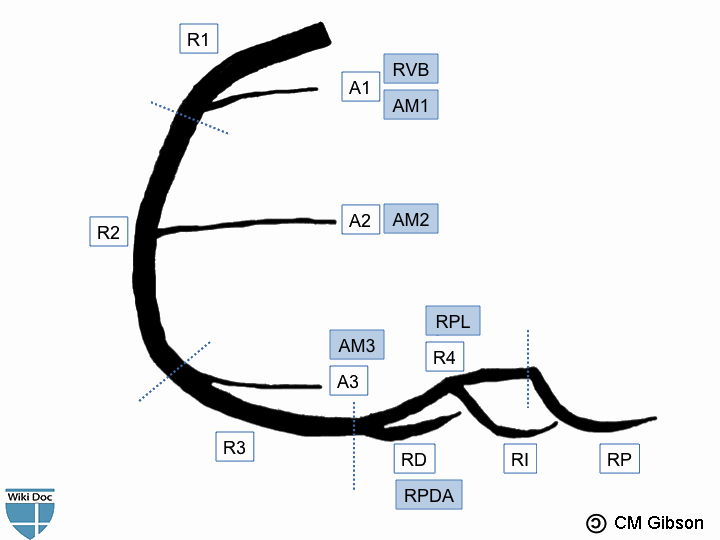 R1
RVB
A1
AM1
R2
A2
AM2
RPL
AM3
R4
A3
R3
RD
RI
RP
RPDA
Wiki Doc
© CM Gibson